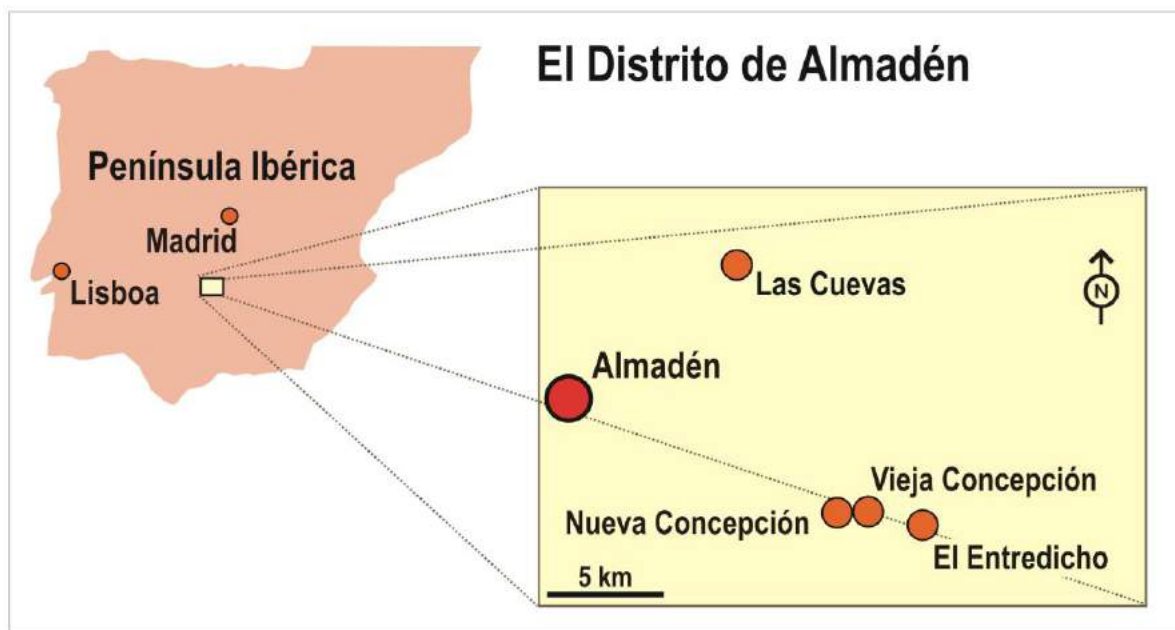 El Distrito de Almadén
Península Ibérica
Madrid
Lisboa
Las Cuevas
N
Almadén
Vieja Concepción
Nueva Concepción
El Entredicho
5 km